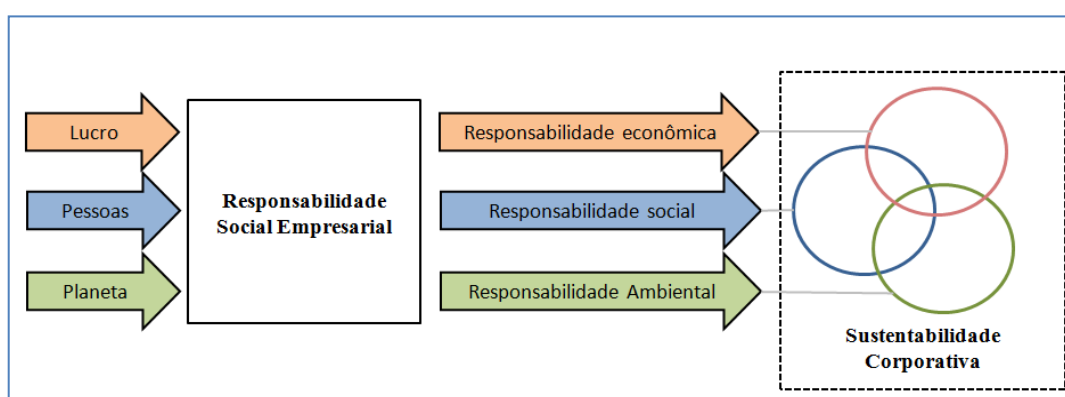 Lucro
Pessoas
Planeta
Responsabilidade
Social Empresarial
Responsabilidade econômica
Responsabilidade social
Responsabilidade Ambiental
Sustentabilidade
Corporativa